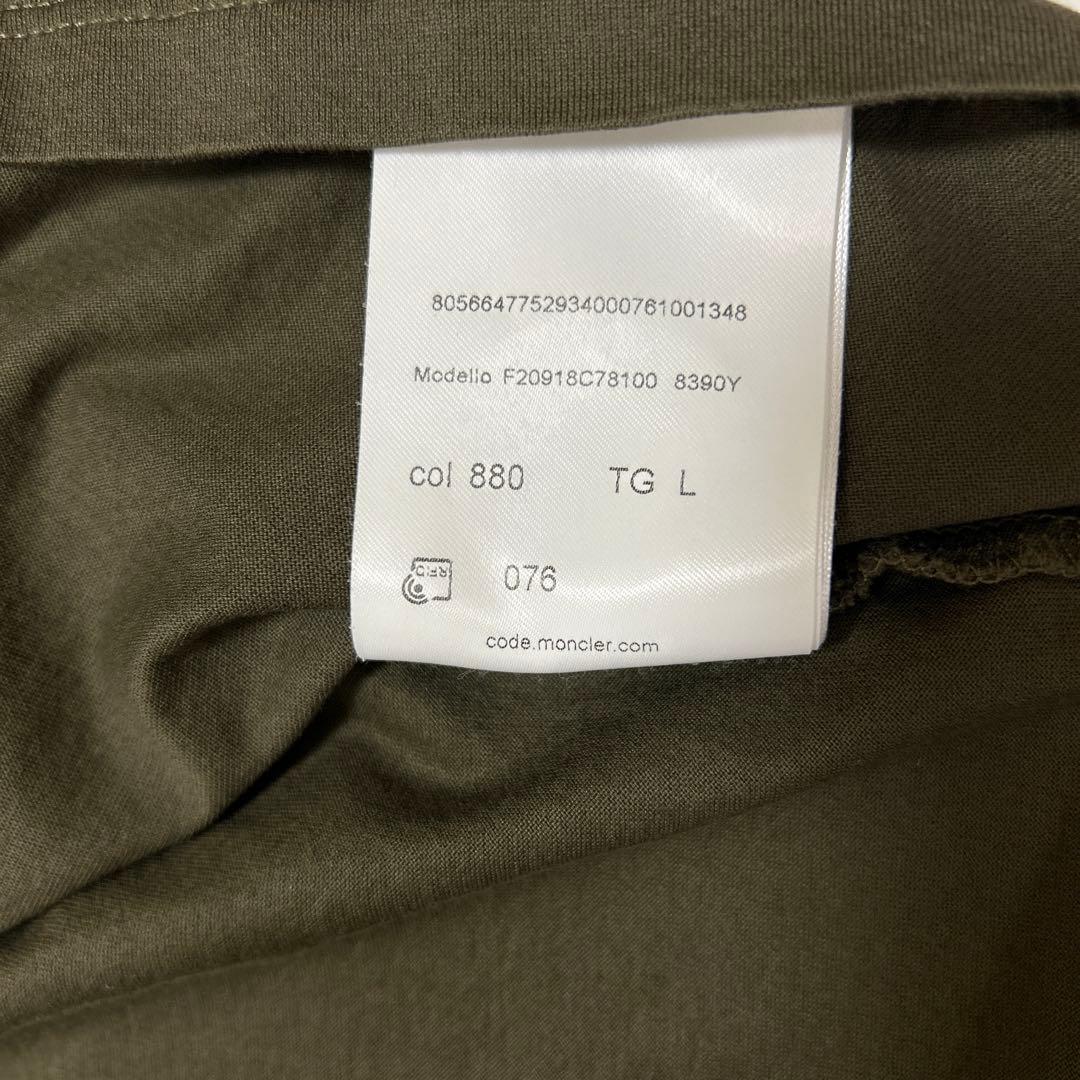 8056647752934000761001348
Modello F20918C78100 8390Y
col 880 TG L
RFID
076
code.moncler.com